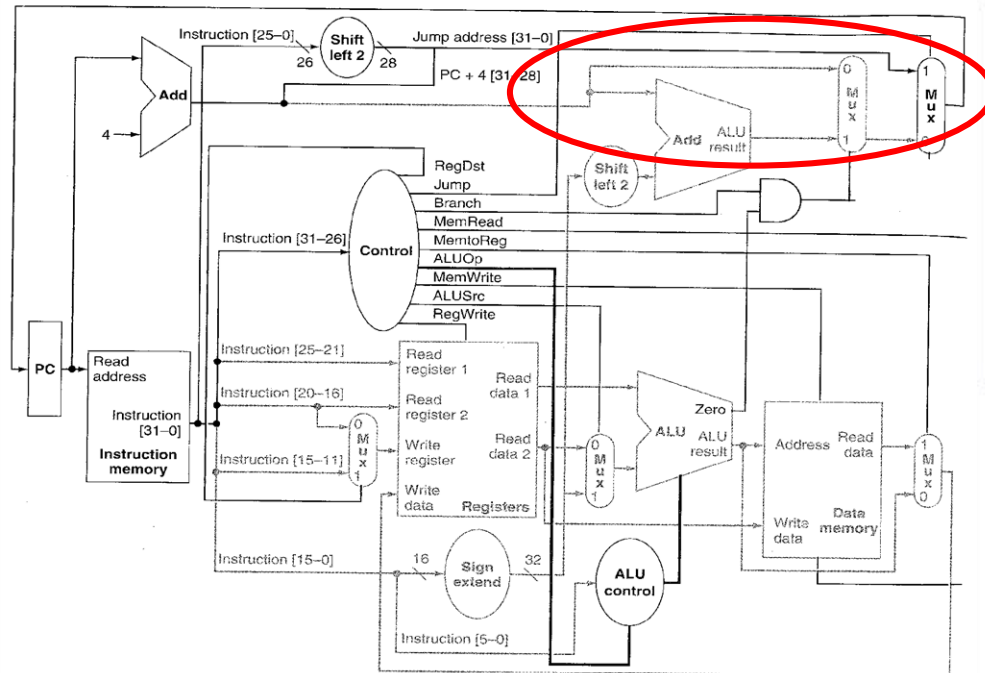 Instruction [25–0]
Shift
left 2
Jump address [31–0]
26
28
PC + 4 [31–28]
Add
4
0
M
u
x
1
1
M
u
x
0
Add
ALU
result
Shift
left 2
RegDst
Jump
Branch
MemRead
MemtoReg
ALUOp
MemWrite
ALUSrc
RegWrite
Instruction [31–26]
Control
PC
Read
address
Instruction
[31–0]
Instruction
memory
Instruction [25–21]
Instruction [20–16]
Instruction [15–11]
0
M
u
x
1
Read
register 1
Read
register 2
Write
register
Write
data
Read
data 1
Read
data 2
Registers
0
M
u
x
1
Zero
ALU
ALU
result
Address
Read
data
Write
data
Data
memory
1
M
u
x
0
Instruction [15–0]
16
Sign
extend
32
ALU
control
Instruction [5–0]